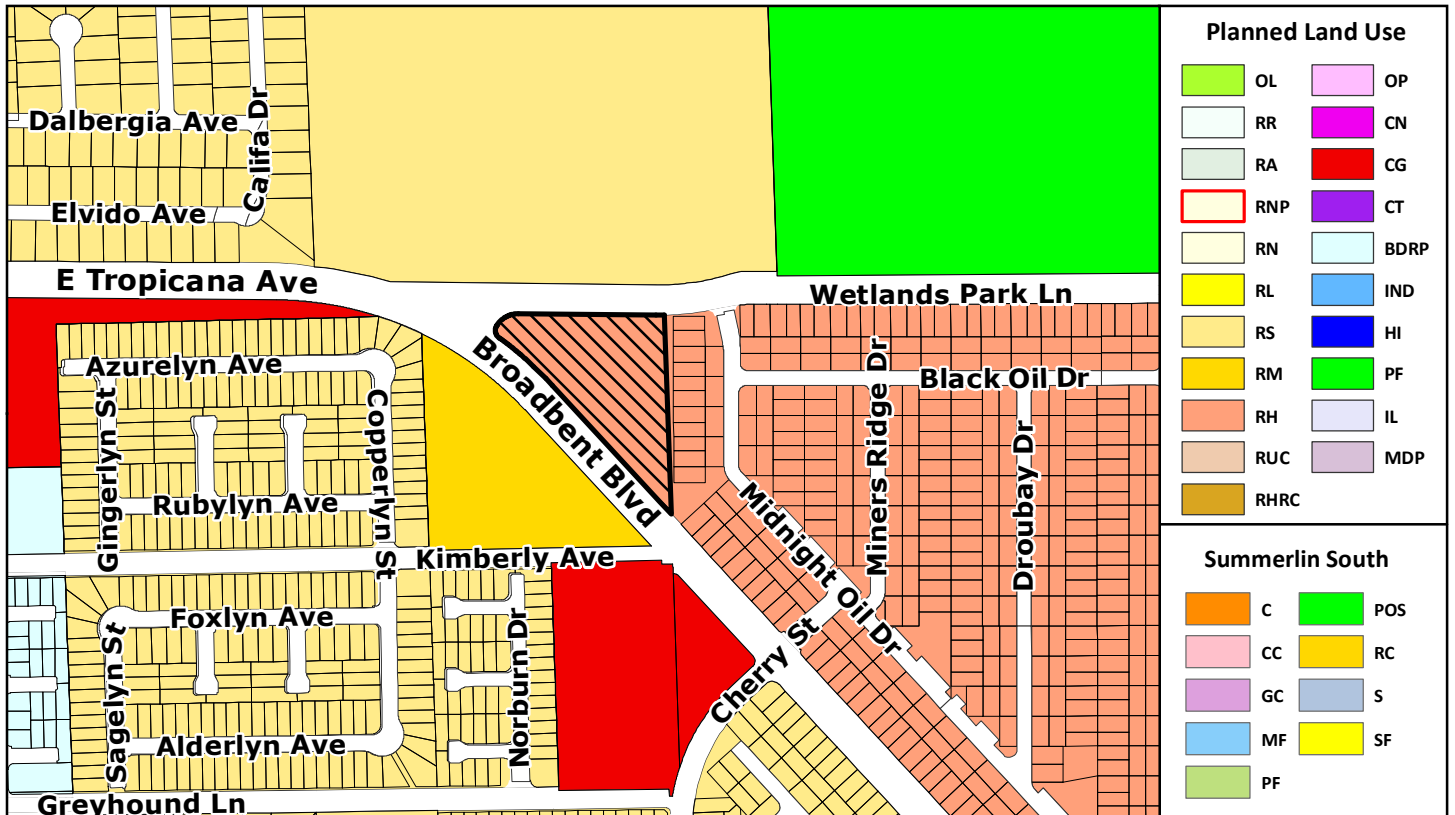 Dalbergia Ave
Califa Dr
Elvido Ave
E Tropicana Ave
Wetlands Park Ln
Azurelyn Ave
Gingerlyn St
Copperlyn St
Rubylyn Ave
Broadbent Blvd
Black Oil Dr
Miners Ridge Dr
Droubay Dr
Midnight Oil Dr
Kimberly Ave
Foxlyn Ave
Sagelyn St
Norburn Dr
Cherry St
Alderlyn Ave
Greyhound Ln
Planned Land Use
OL
OP
RR
CN
RA
CG
RNP
CT
RN
BDRP
RL
IND
RS
HI
RM
PF
RH
IL
RUC
MDP
RHRC
Summerlin South
C
POS
CC
RC
GC
S
MF
SF
PF